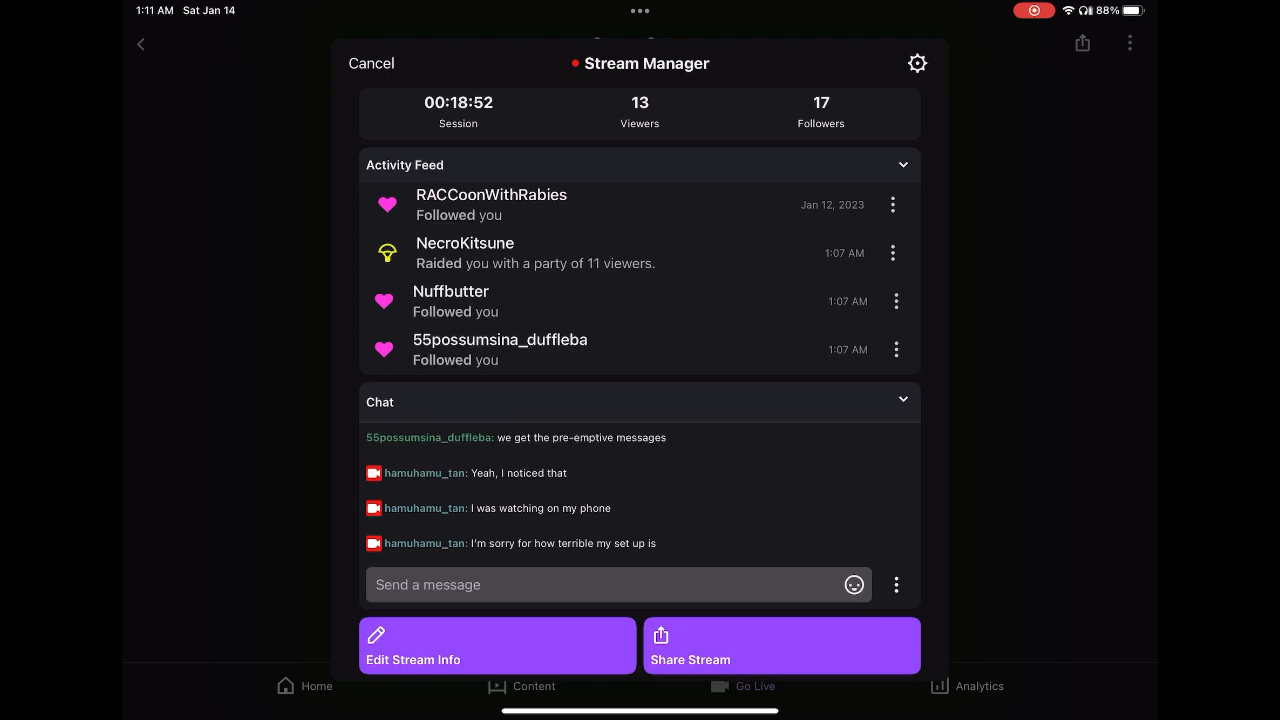 1:11 AM Sat Jan 14
88%
Cancel
Stream Manager
00:18:52
Session
13
Viewers
17
Followers
Activity Feed
RACCoonWithRabies
Followed you
Jan 12, 2023
NecroKitsune
Raided you with a party of 11 viewers.
1:07 AM
Nuffbutter
Followed you
1:07 AM
55possumsina_duffleba
Followed you
1:07 AM
Chat
55possumsina_duffleba: we get the pre-emptive messages
hamuhamu_tan: Yeah, I noticed that
hamuhamu_tan: I was watching on my phone
hamuhamu_tan: I'm sorry for how terrible my set up is
Send a message
Edit Stream Info
Share Stream
Home
Content
Go Live
Analytics